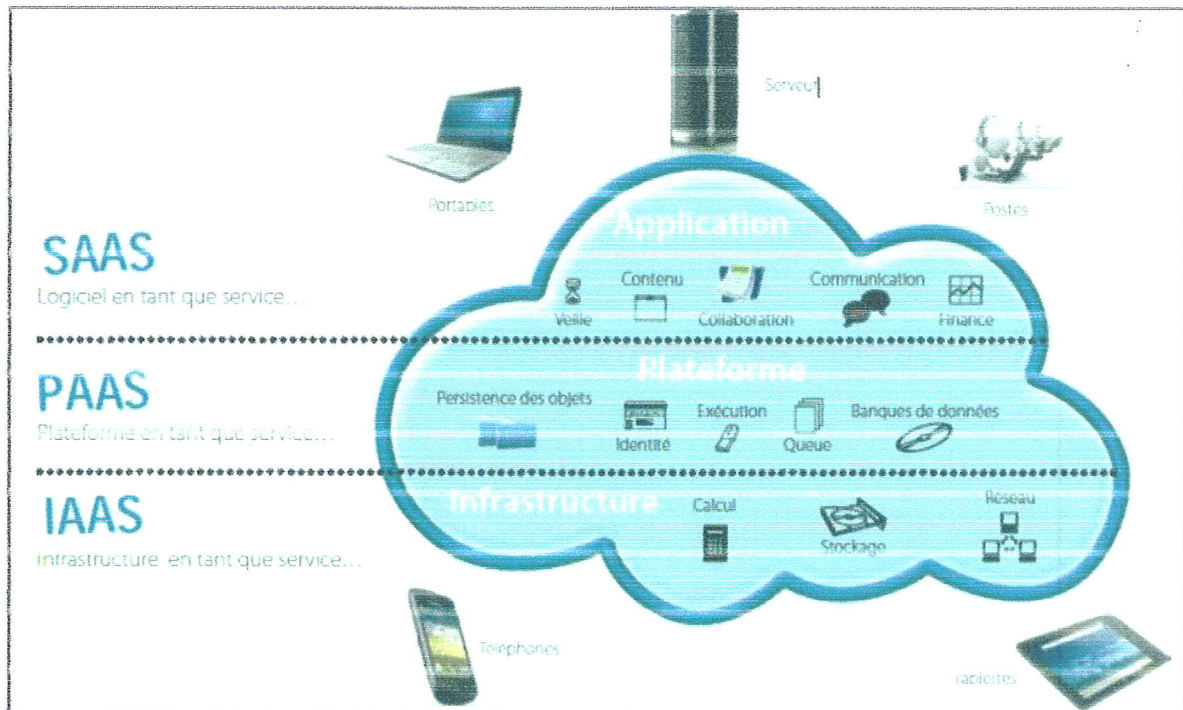 Serveur
Portables
Postes
Application
SAAS
Logiciel en tant que service...
Contenu
Communication
Veille
Collaboration
Finance
Plateforme
PAAS
Plateforme en tant que service...
Persistence des objets
Exécution
Banques de données
Identité
Queue
Infrastructure
IAAS
Infrastructure en tant que service...
Calcul
Réseau
Stockage
Téléphones
Tablettes